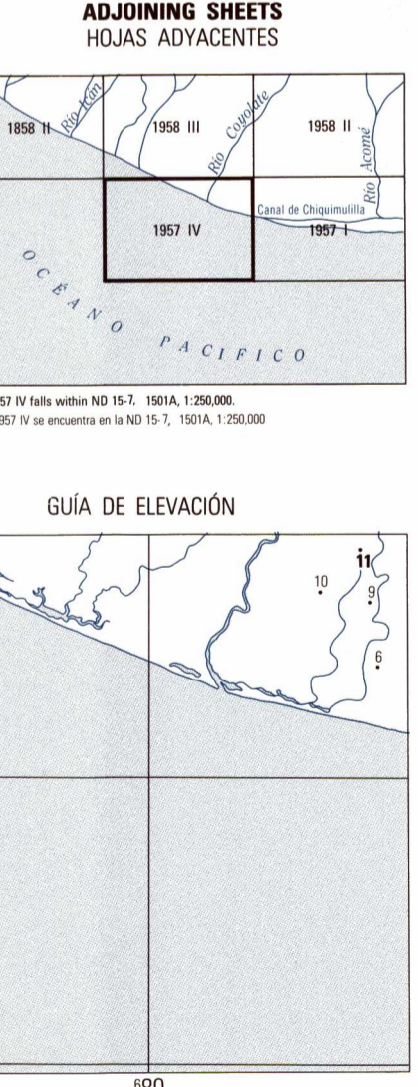 ADJOINING SHEETS
HOJAS ADYACENTES
1858 II
Río Icán
1958 III
Río Coyolate
1958 II
Río Acomé
Canal de Chiquimulilla
1957 IV
1957 I
OCÉANO PACIFICO
57 IV falls within ND 15-7, 1501A, 1:250,000.
957 IV se encuentra en la ND 15-7, 1501A, 1:250,000
GUÍA DE ELEVACIÓN
11
10
9
6
690